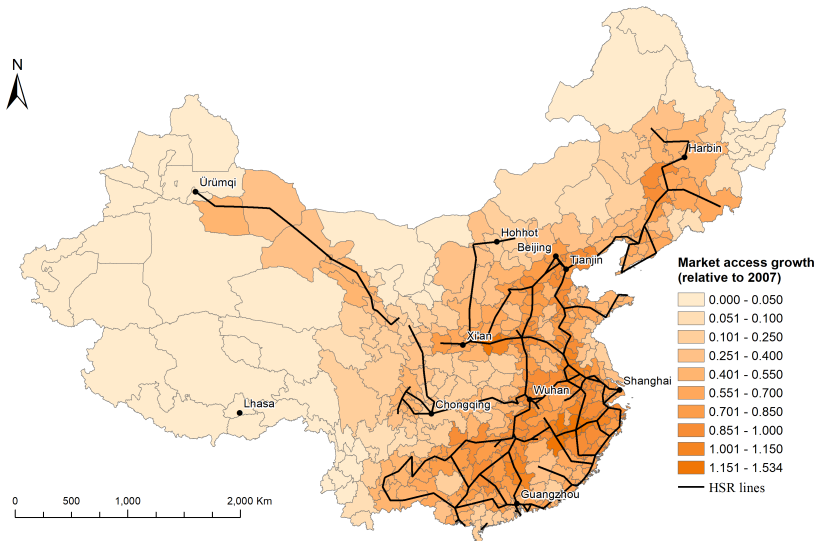 N
Harbin
Ürümqi
Hohhot
Beijing
Tianjin
Xi'an
Shanghai
Wuhan
Chongqing
Lhasa
Guangzhou
Market access growth
(relative to 2007)
0.000 - 0.050
0.051 - 0.100
0.101 - 0.250
0.251 - 0.400
0.401 - 0.550
0.551 - 0.700
0.701 - 0.850
0.851 - 1.000
1.001 - 1.150
1.151 - 1.534
HSR lines
0 500 1,000 2,000 Km